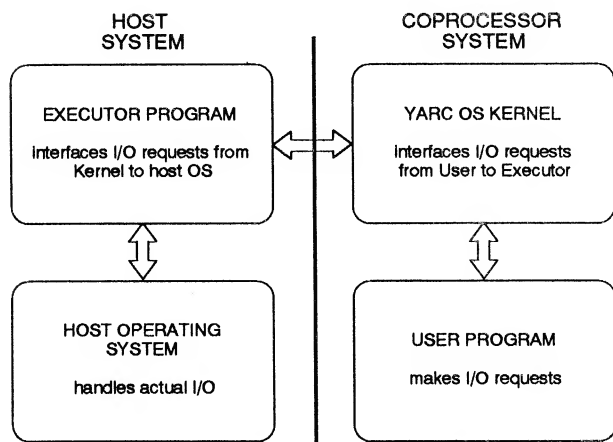 HOST
SYSTEM
COPROCESSOR
SYSTEM
EXECUTOR PROGRAM
interfaces I/O requests from
Kernel to host OS
YARC OS KERNEL
interfaces I/O requests
from User to Executor
HOST OPERATING
SYSTEM
handles actual I/O
USER PROGRAM
makes I/O requests